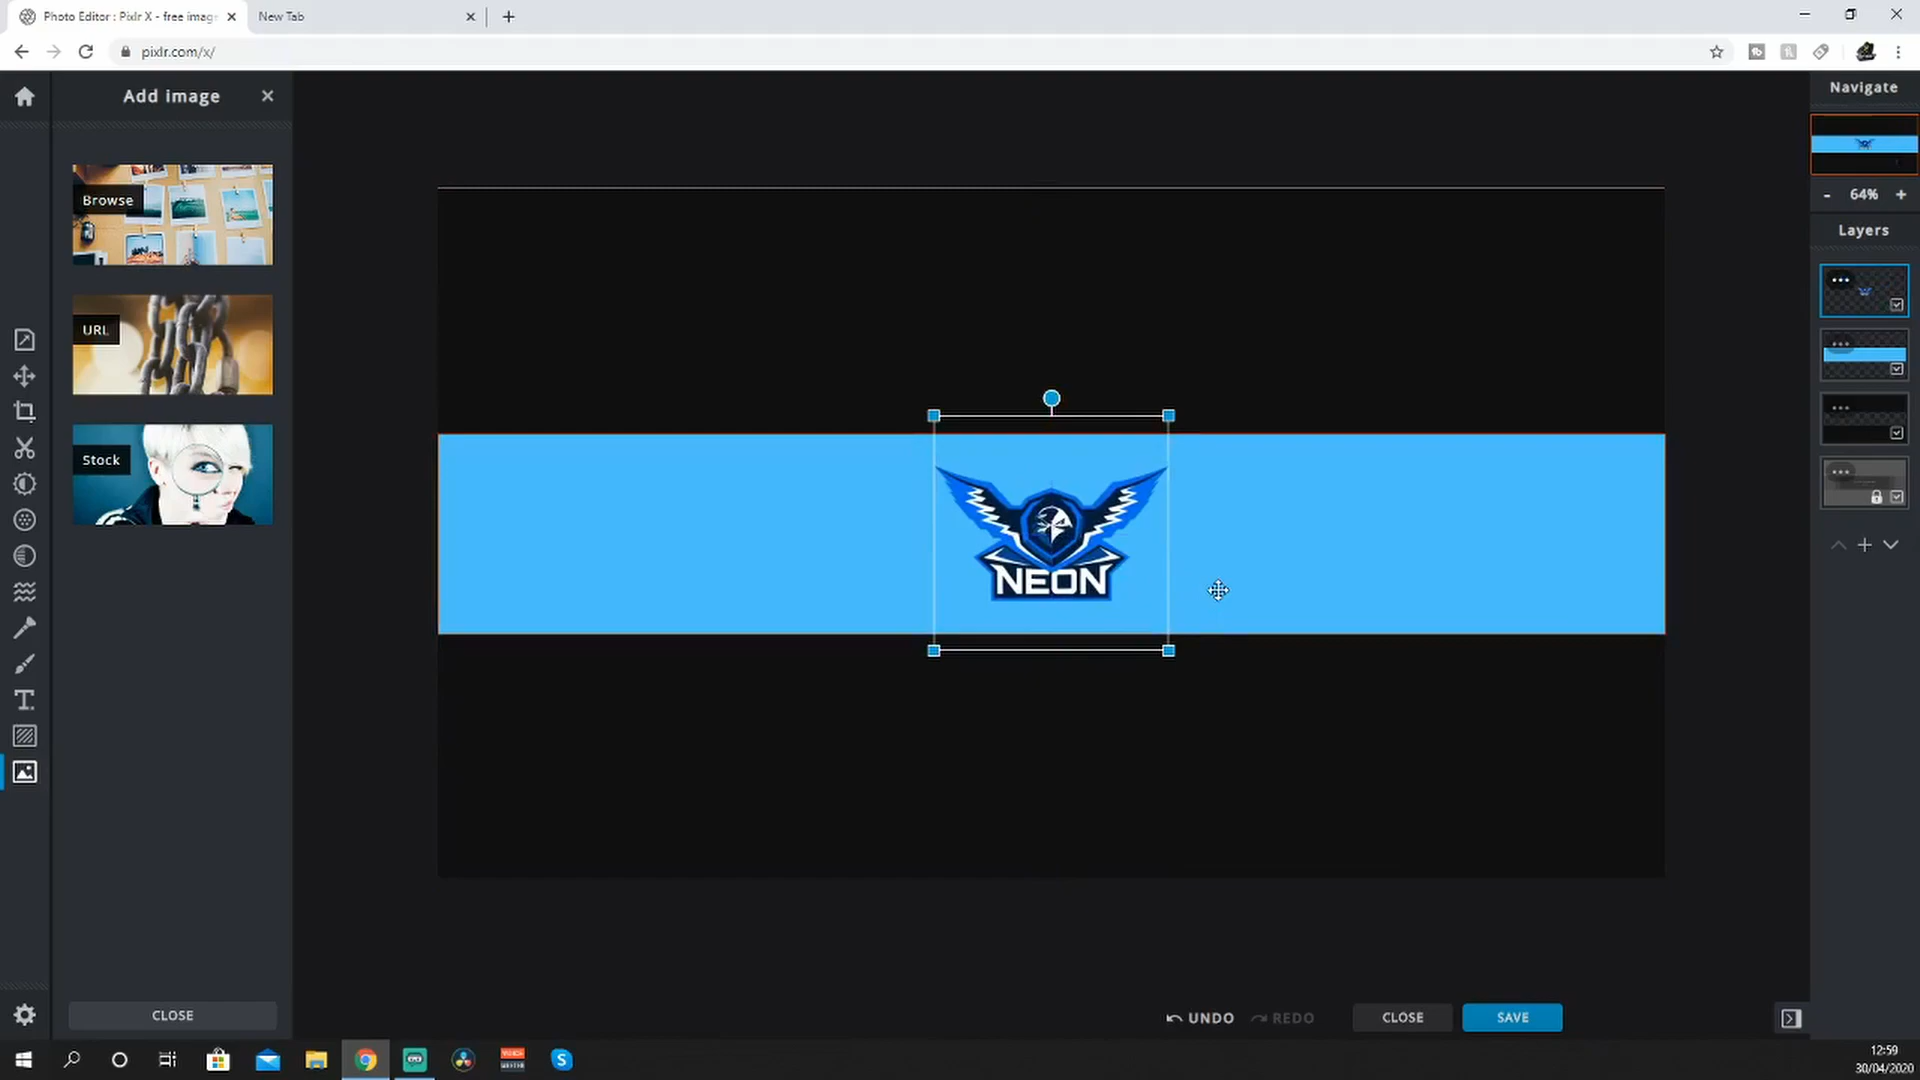 Photo Editor : Pixlr X - free imag
New Tab
pixlr.com/x/
Add image
Browse
URL
Stock
CLOSE
NEON
Navigate
- 64% +
Layers
UNDO
REDO
CLOSE
SAVE
12:59
30/04/2020